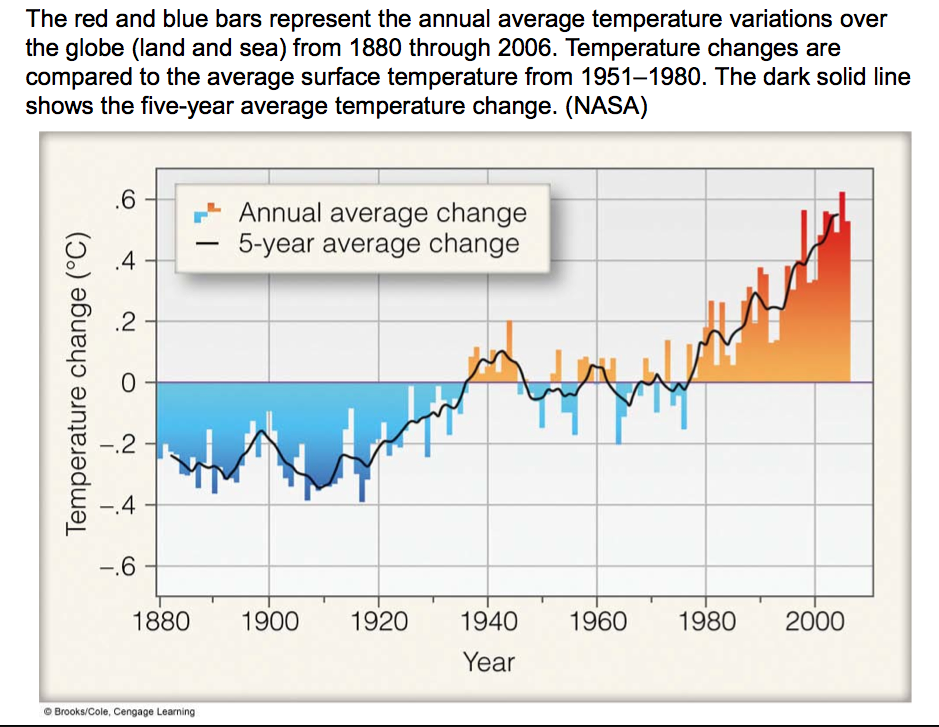 The red and blue bars represent the annual average temperature variations over
the globe (land and sea) from 1880 through 2006. Temperature changes are
compared to the average surface temperature from 1951–1980. The dark solid line
shows the five-year average temperature change. (NASA)
Annual average change
5-year average change
Temperature change (°C)
.6
.4
.2
0
–.2
–.4
–.6
1880 1900 1920 1940 1960 1980 2000
Year
© Brooks/Cole, Cengage Learning